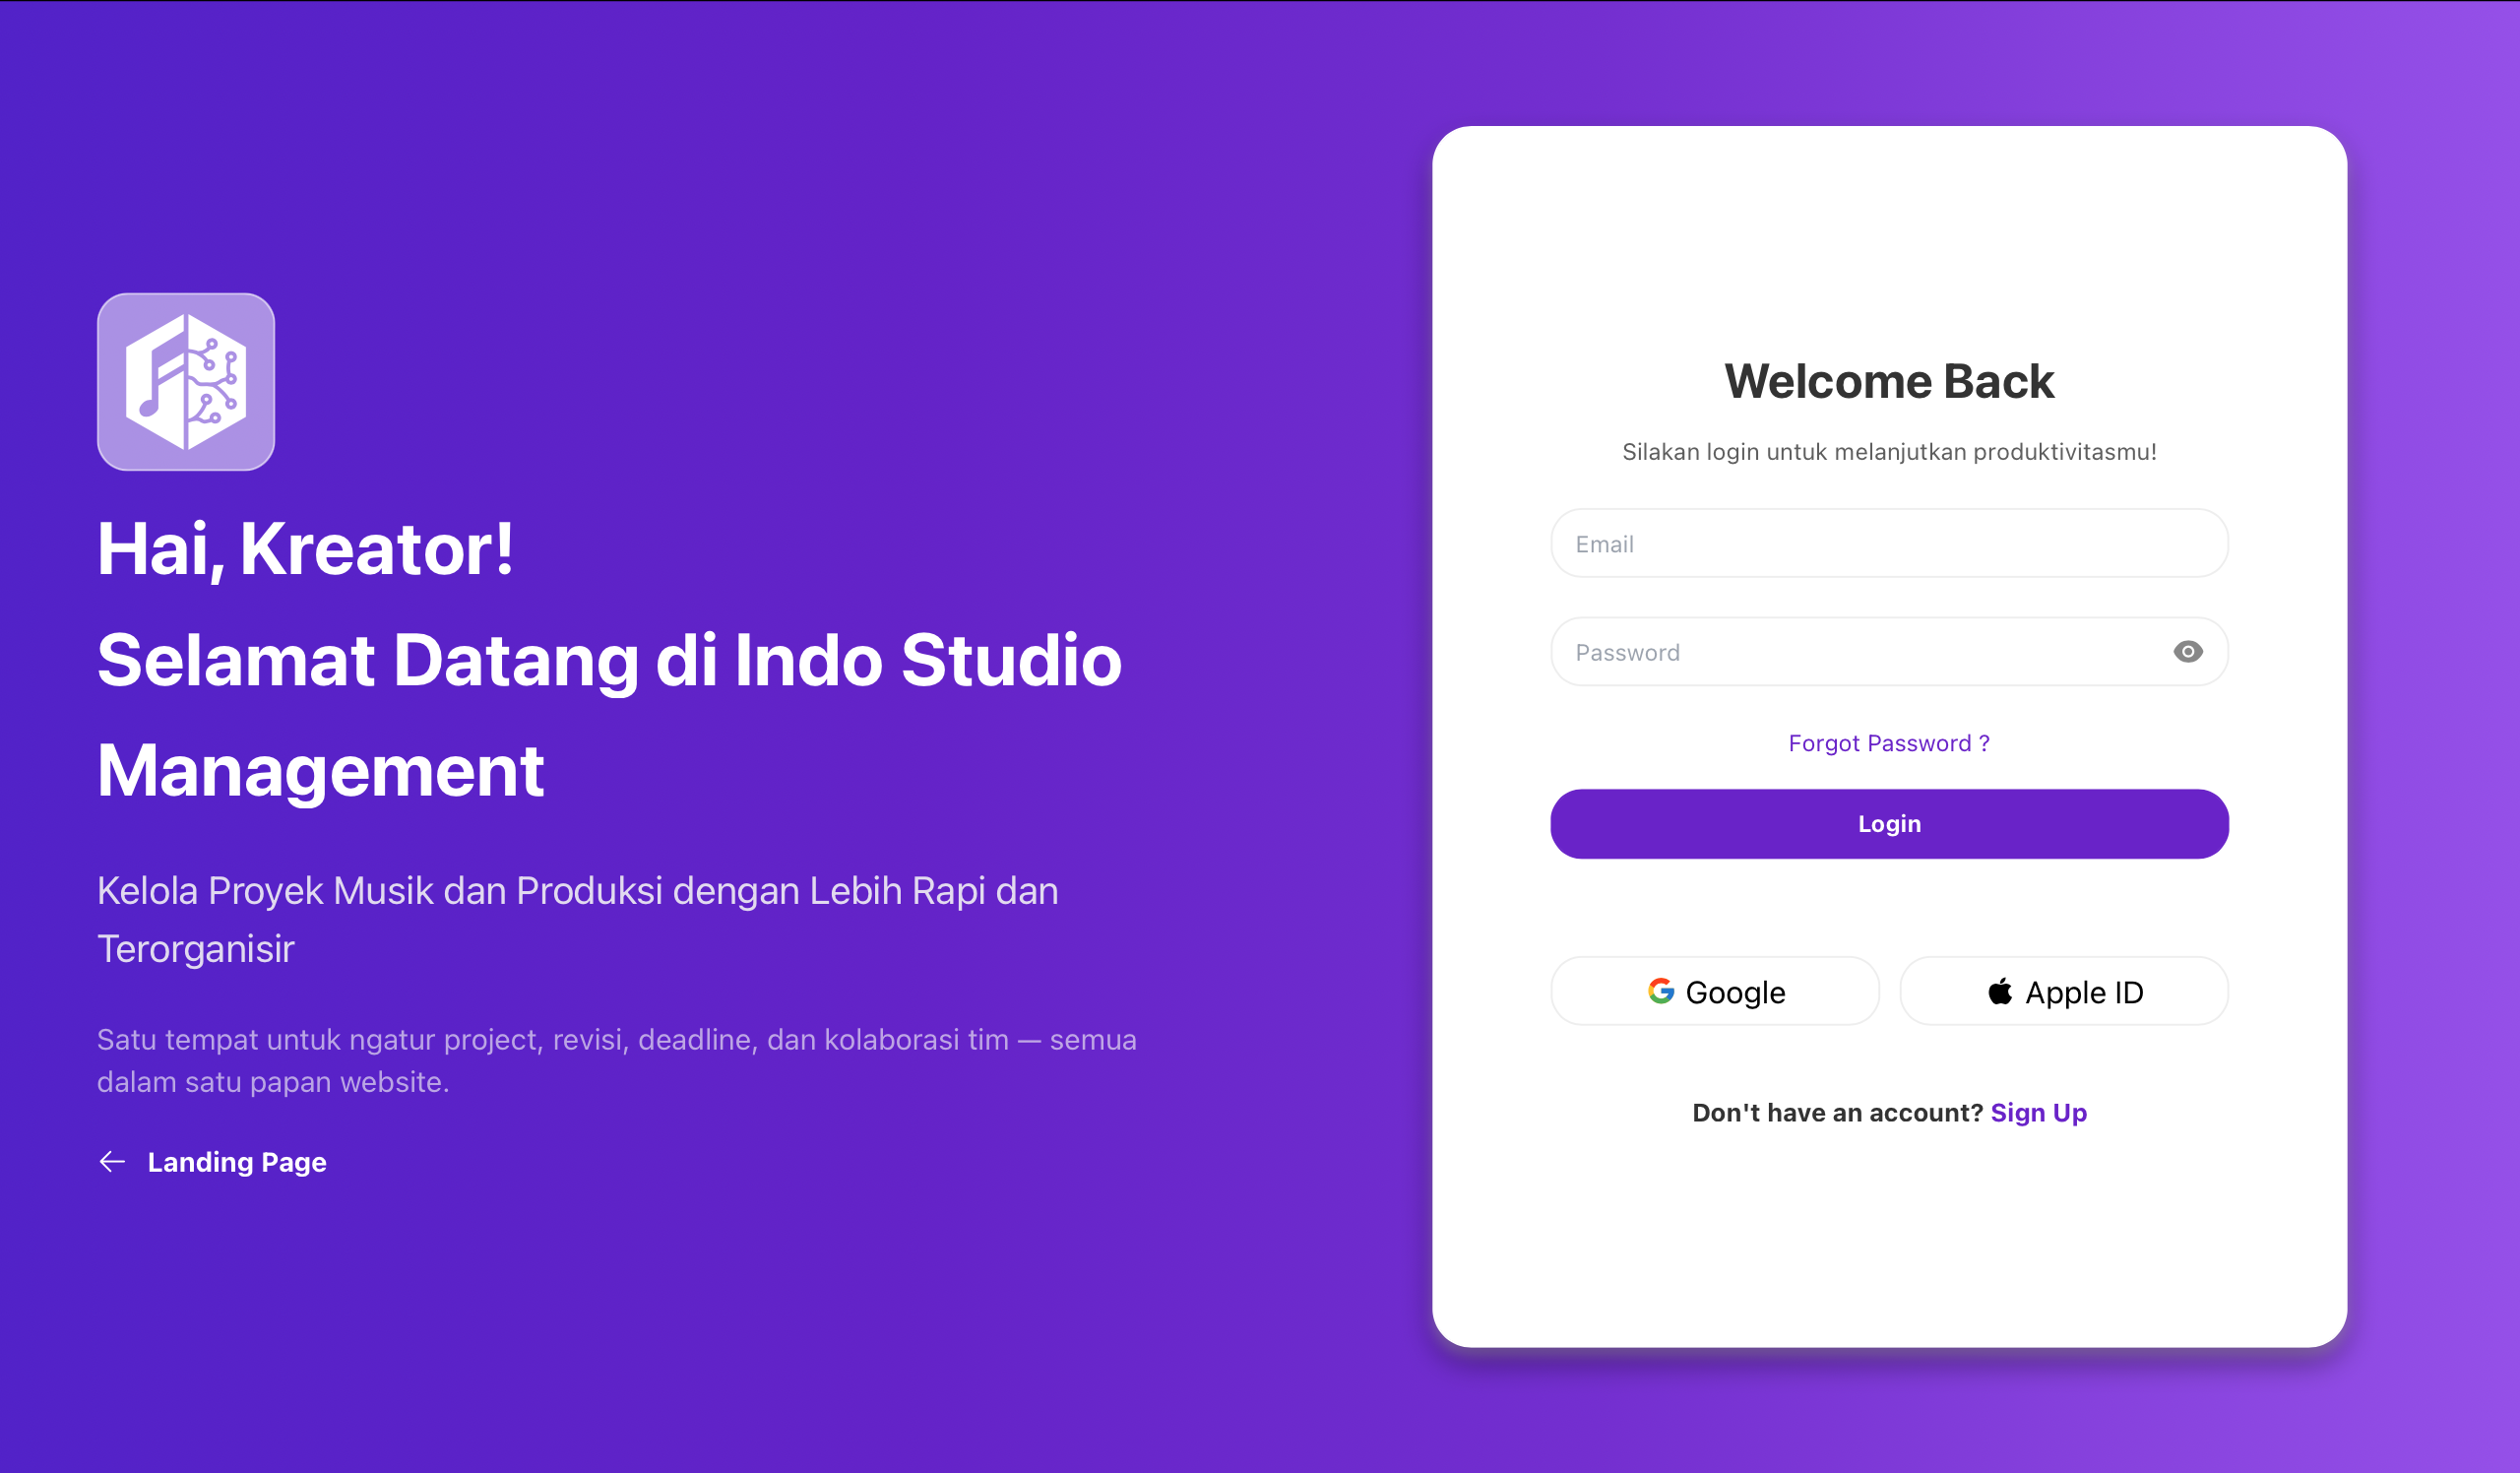 Hai, Kreator!
Selamat Datang di Indo Studio
Management
Kelola Proyek Musik dan Produksi dengan Lebih Rapi dan
Terorganisir
Satu tempat untuk ngatur project, revisi, deadline, dan kolaborasi tim — semua
dalam satu papan website.
← Landing Page
Welcome Back
Silakan login untuk melanjutkan produktivitasmu!
Email
Password
Forgot Password ?
Login
Google
Apple ID
Don't have an account? Sign Up